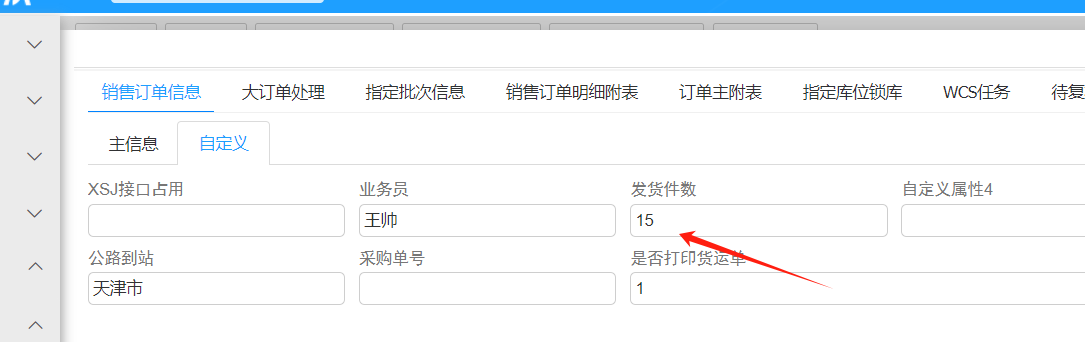 销售订单信息 大订单处理 指定批次信息 销售订单明细附表 订单主附表 指定库位锁库 WCS任务 待复
主信息 自定义
XSJ接口占用 业务员 发货件数 自定义属性4
王帅 15
公路到站 采购单号 是否打印货运单
天津市 1